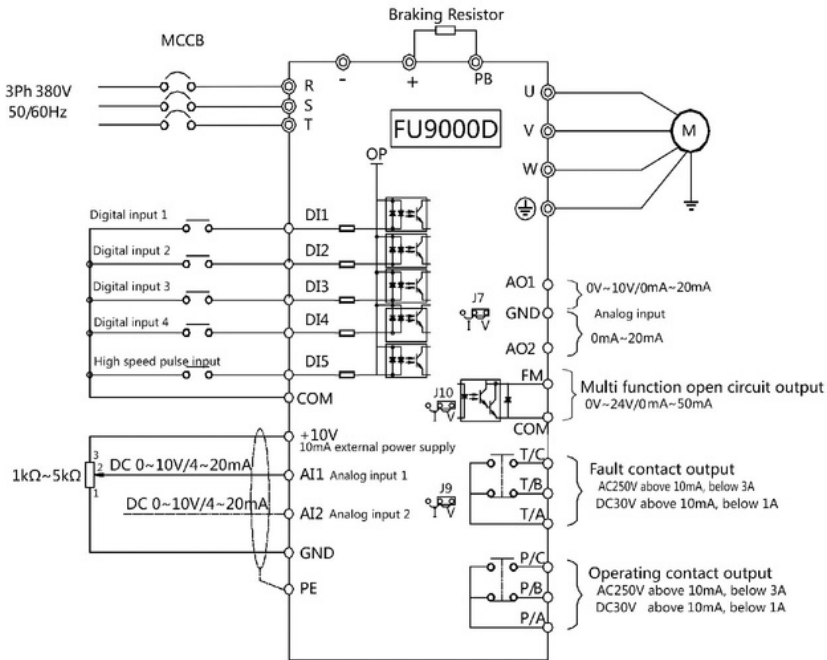 Braking Resistor
MCCB
3Ph 380V
50/60Hz
R
S
T
-
+
PB
FU9000D
U
V
W
M
OP
Digital input 1
DI1
Digital input 2
DI2
Digital input 3
DI3
Digital input 4
DI4
High speed pulse input
DI5
COM
+10V
10mA external power supply
3
2
1
1kΩ~5kΩ
DC 0~10V/4~20mA
AI1 Analog input 1
DC 0~10V/4~20mA
AI2 Analog input 2
GND
PE
AO1
0V~10V/0mA~20mA
J7
I V
GND
Analog input
0mA~20mA
AO2
FM
Multi function open circuit output
0V~24V/0mA~50mA
J10
I V
COM
J9
I V
T/C
T/B
T/A
Fault contact output
AC250V above 10mA, below 3A
DC30V above 10mA, below 1A
P/C
P/B
P/A
Operating contact output
AC250V above 10mA, below 3A
DC30V above 10mA, below 1A